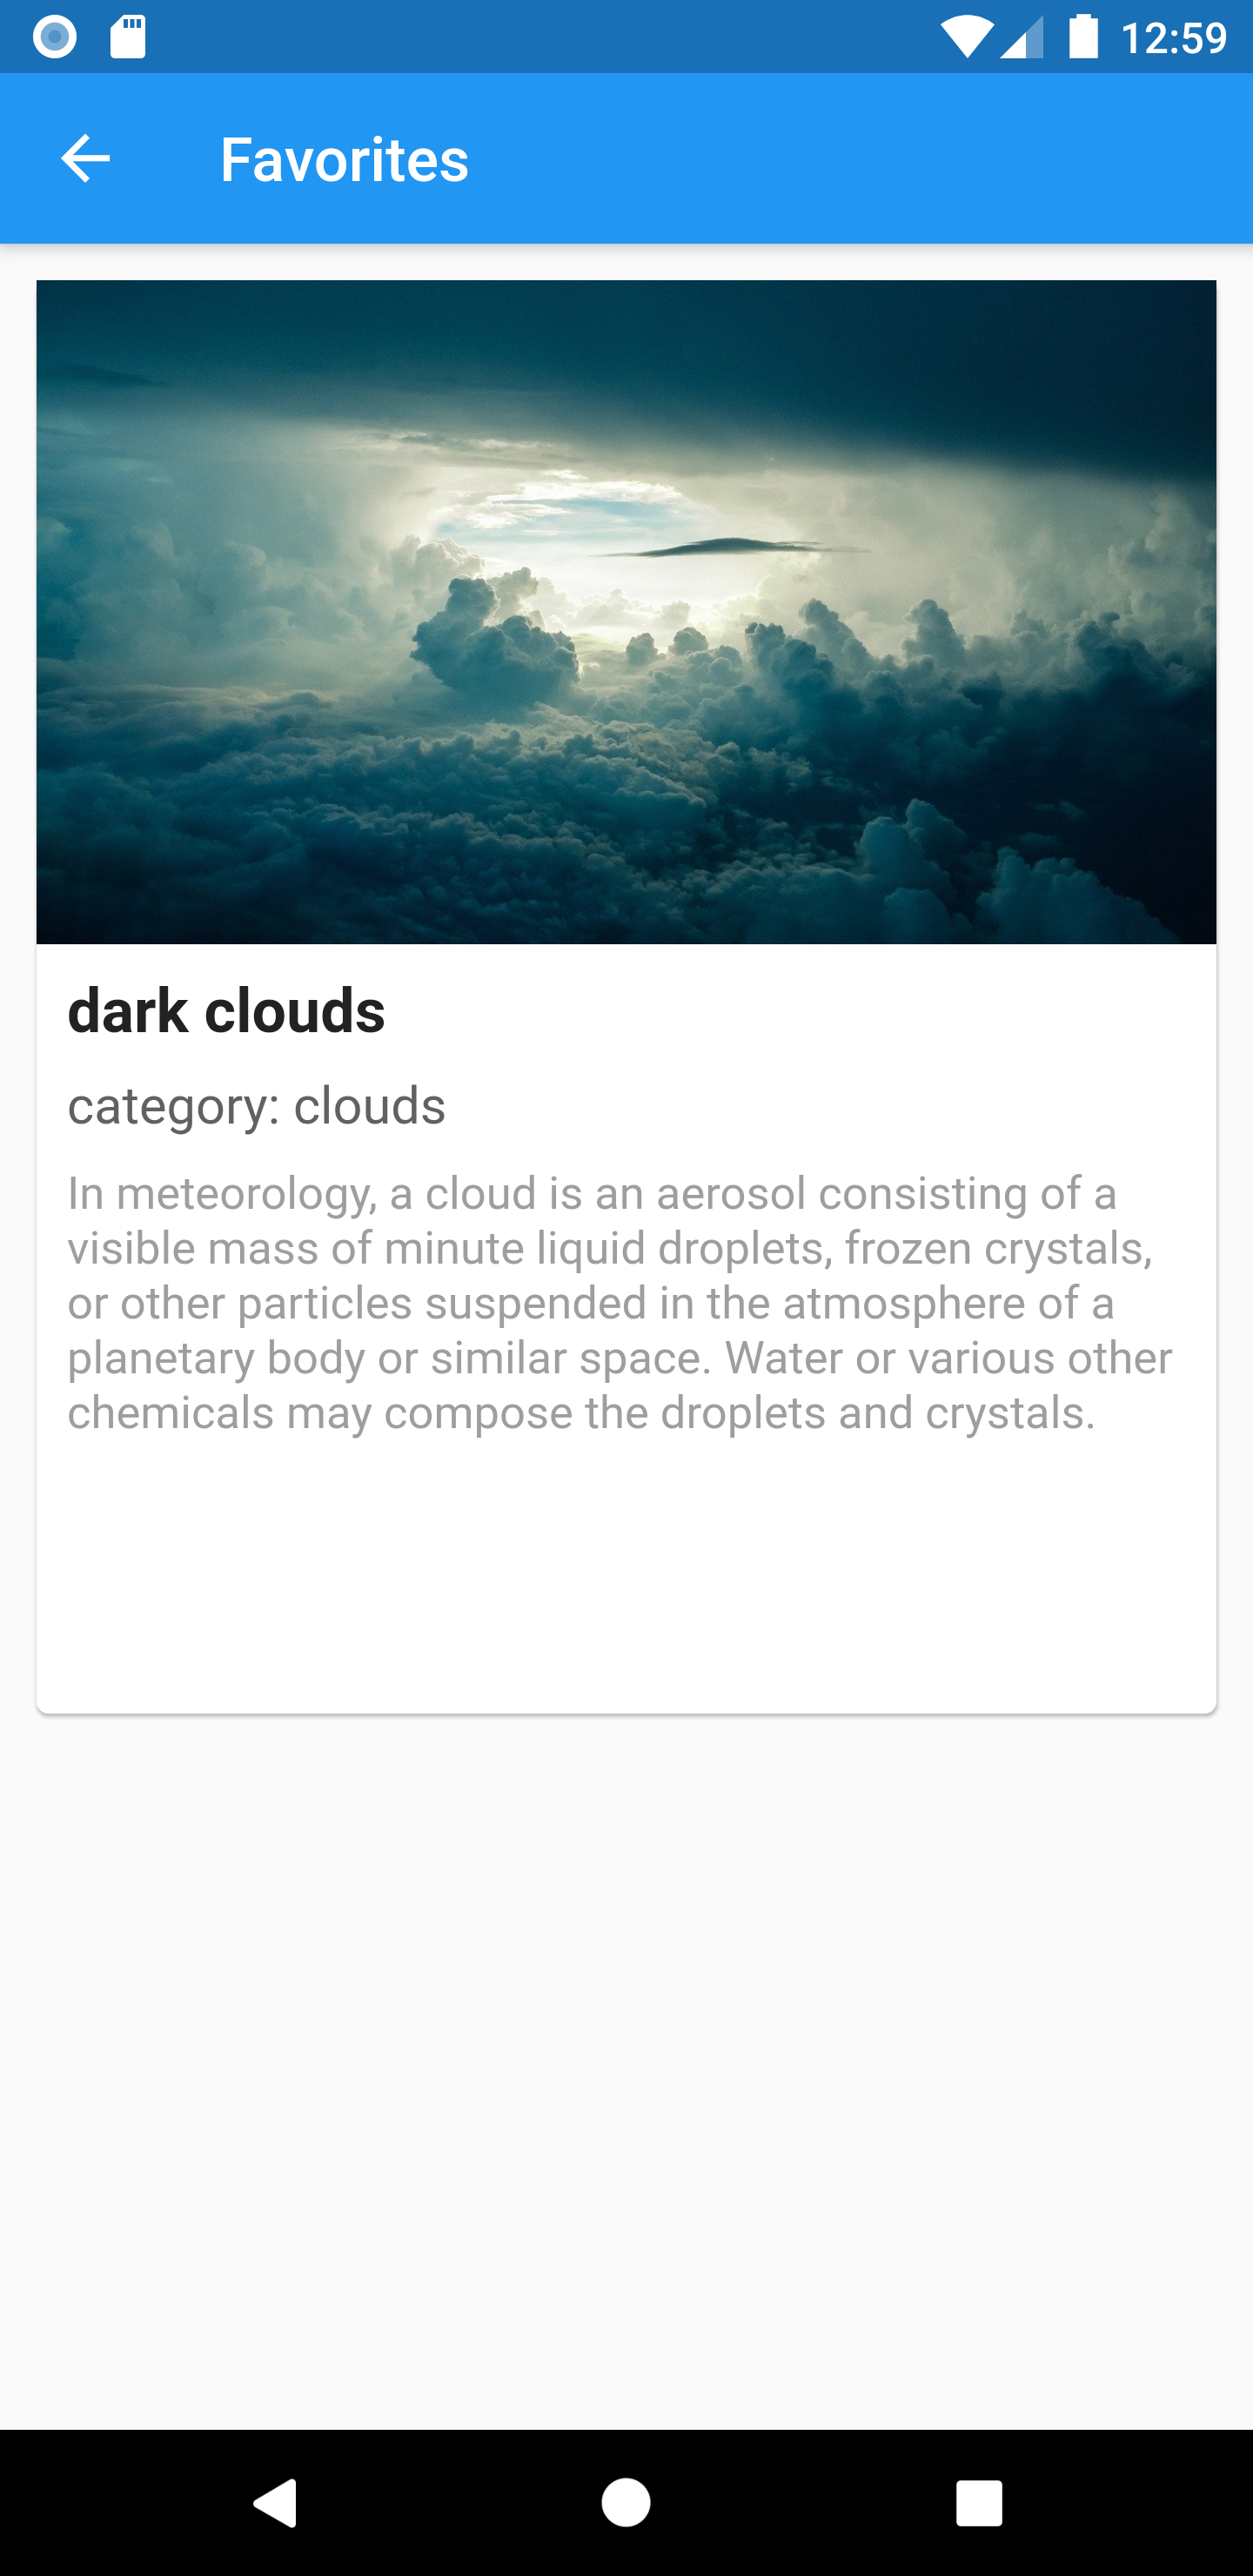 12:59
Favorites
dark clouds
category: clouds
In meteorology, a cloud is an aerosol consisting of a
visible mass of minute liquid droplets, frozen crystals,
or other particles suspended in the atmosphere of a
planetary body or similar space. Water or various other
chemicals may compose the droplets and crystals.